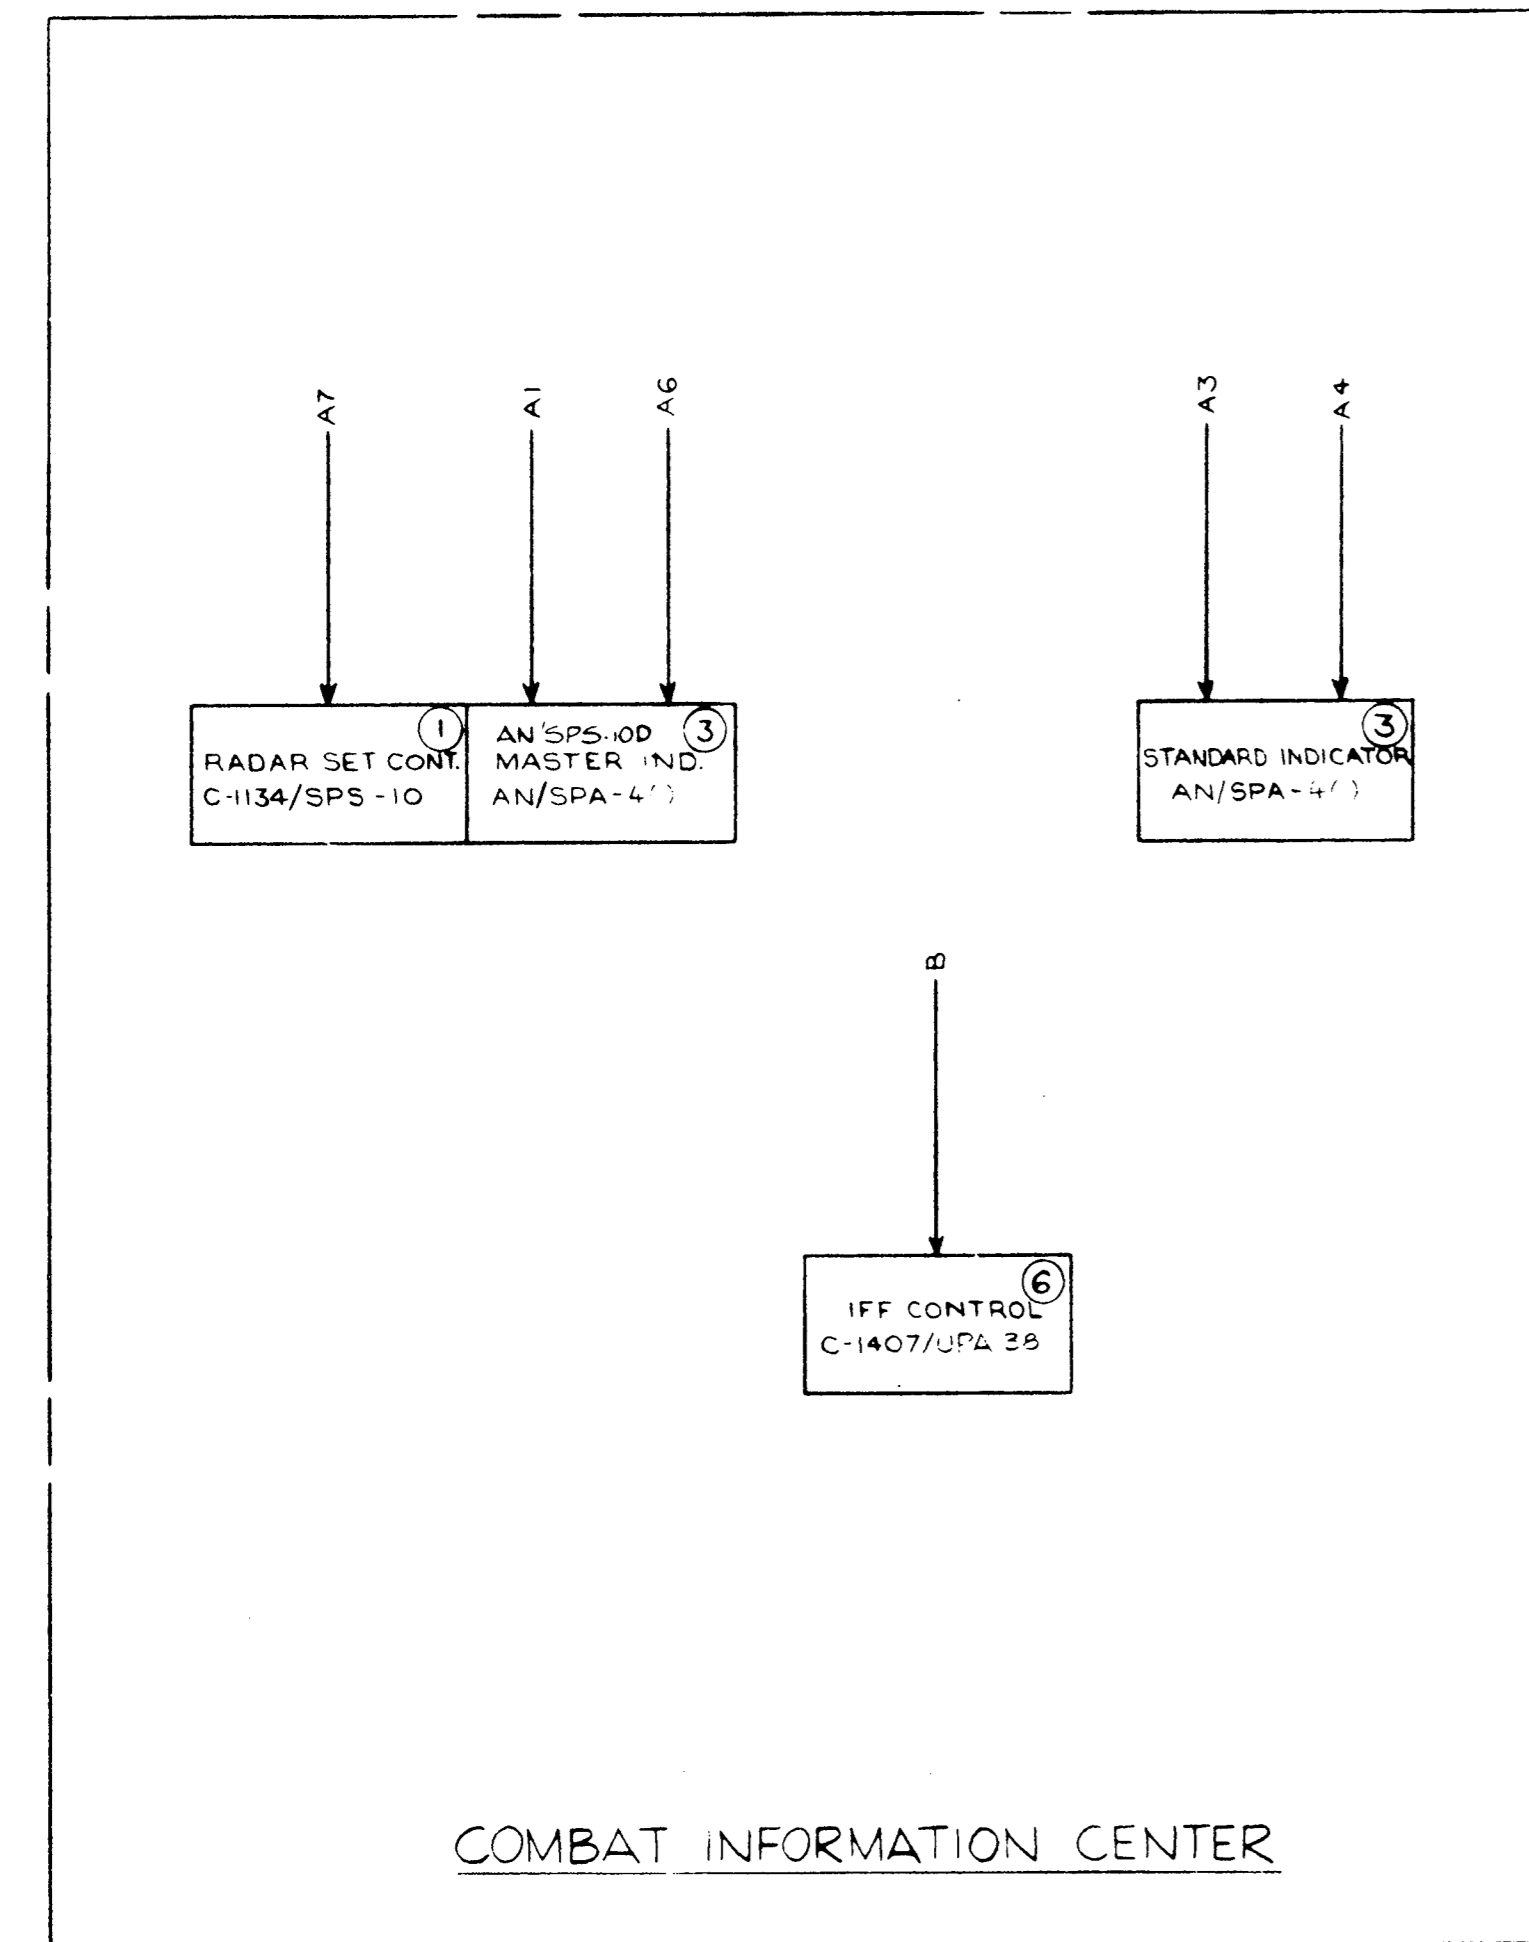 A7
A1
A6
A3
A4
1
RADAR SET CONT.
C-1134/SPS-10
3
AN/SPS-10D
MASTER IND.
AN/SPA-4( )
3
STANDARD INDICATOR
AN/SPA-4( )
B
6
IFF CONTROL
C-1407/UPA 38
COMBAT INFORMATION CENTER